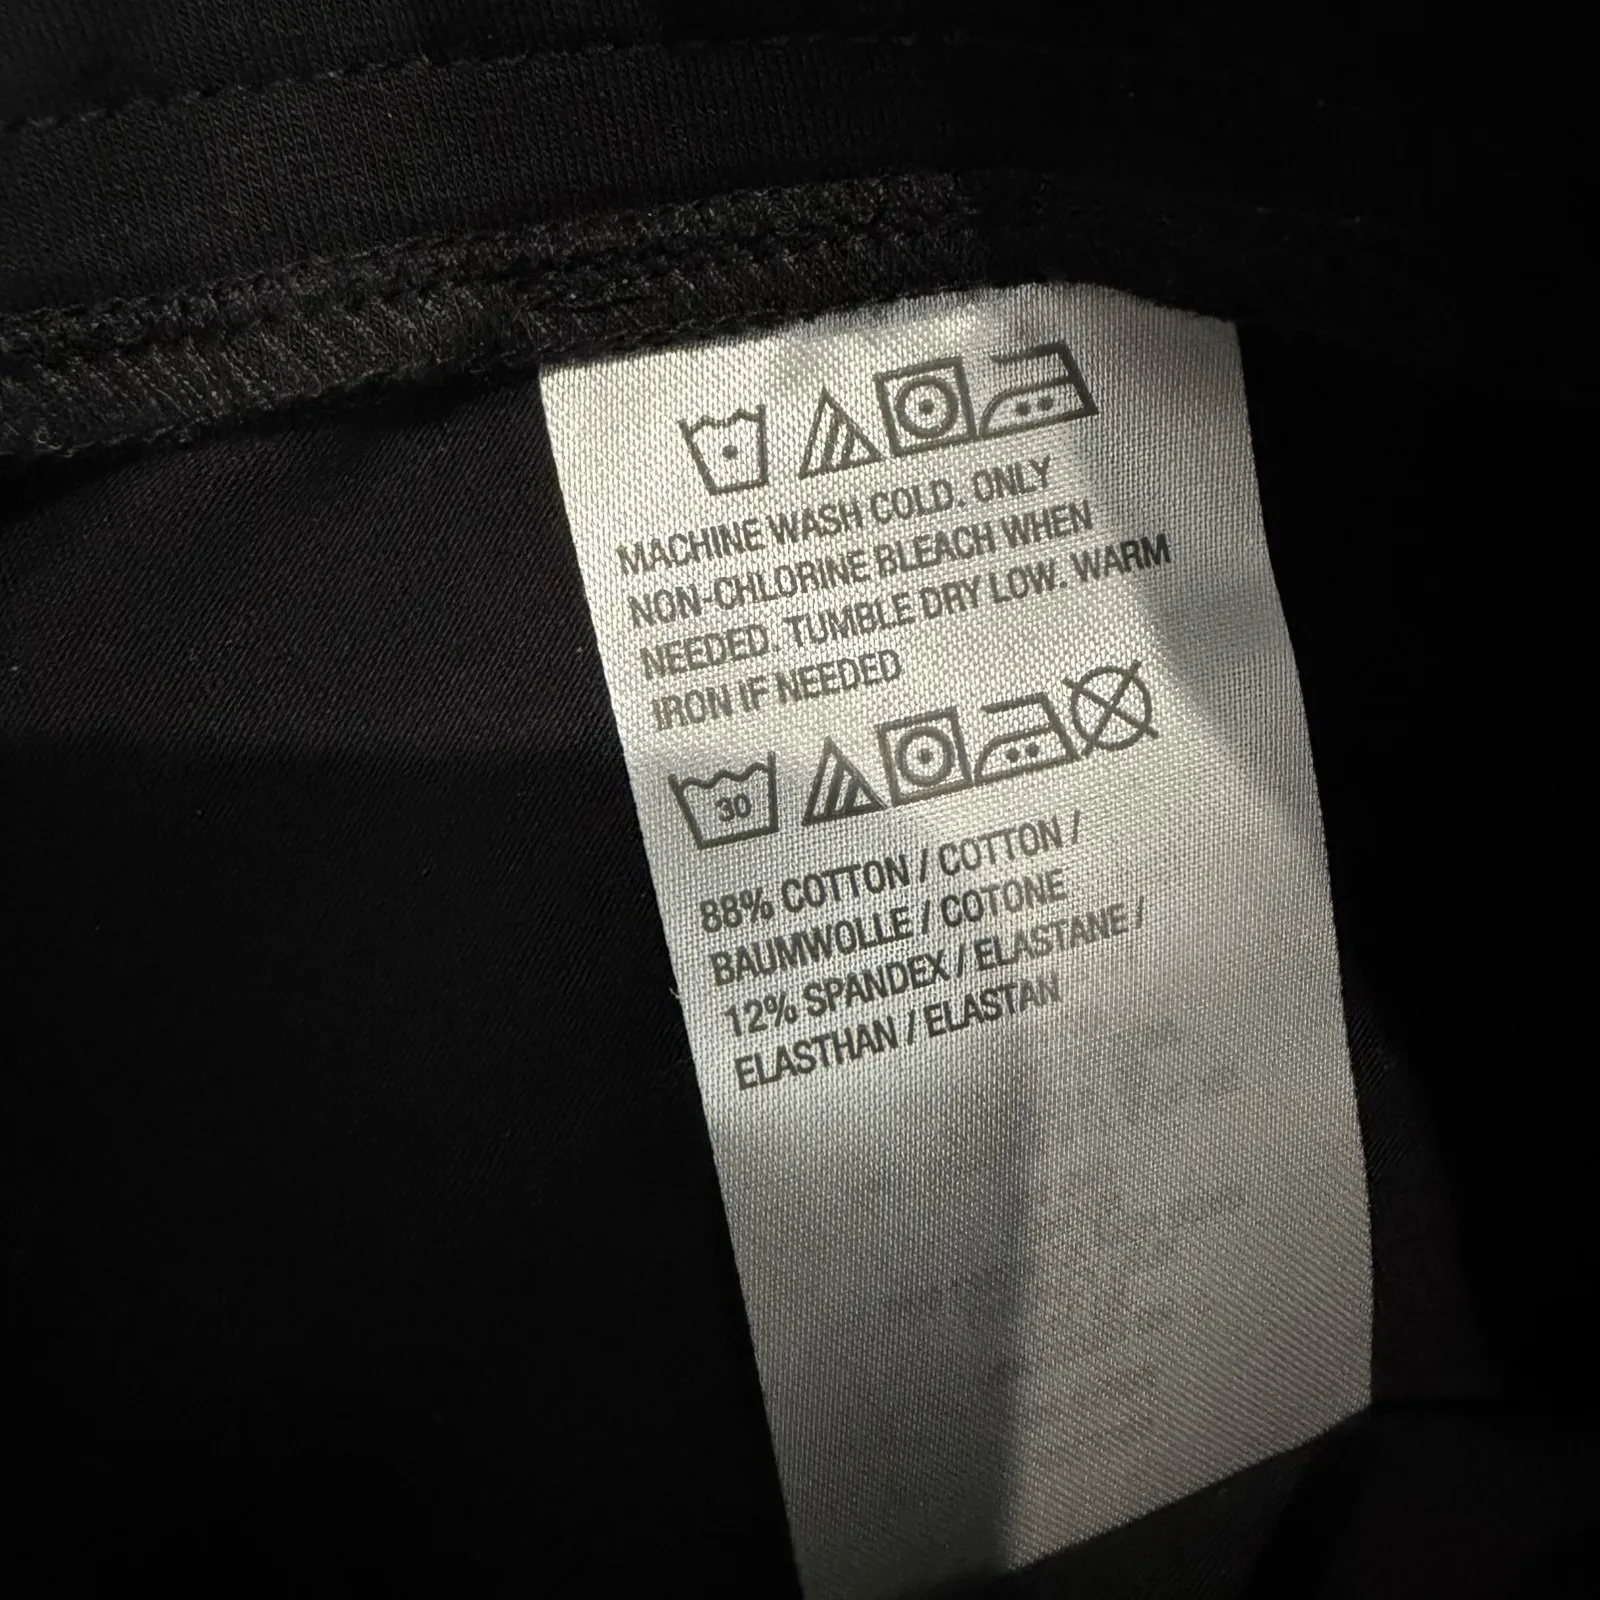 MACHINE WASH COLD. ONLY
NON-CHLORINE BLEACH WHEN
NEEDED. TUMBLE DRY LOW. WARM
IRON IF NEEDED
30
88% COTTON / COTTON /
BAUMWOLLE / COTONE
12% SPANDEX / ELASTANE /
ELASTHAN / ELASTAN